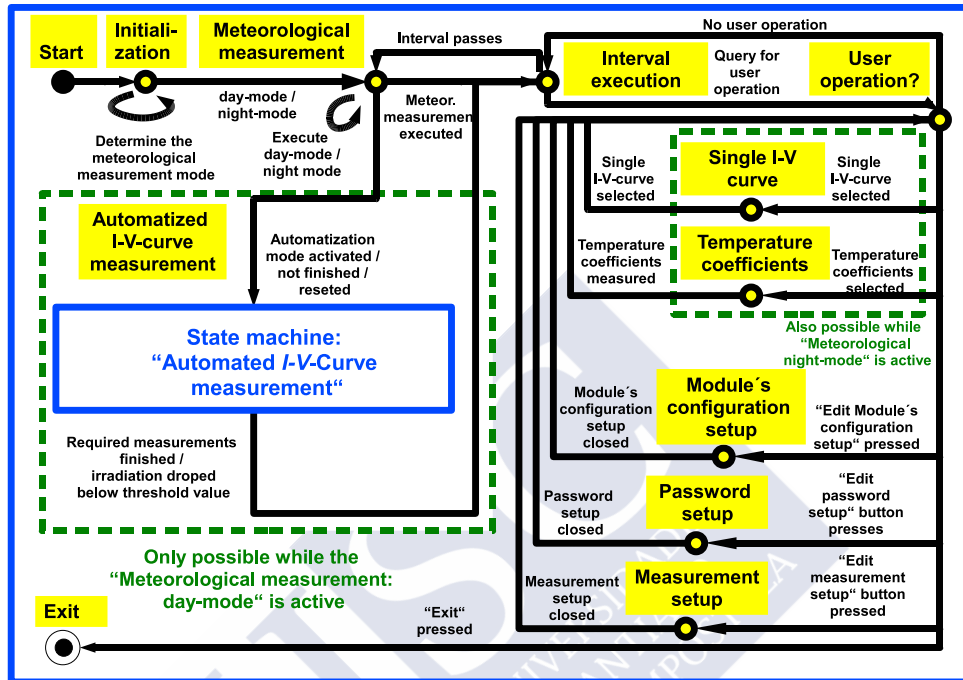 Start
Initiali-
zation
Meteorological
measurement
Interval passes
No user operation
Interval
execution
Query for
user
operation
User
operation?
day-mode /
night-mode
Meteor.
measurement
executed
Determine the
meteorological
measurement mode
Execute
day-mode /
night mode
Single
I-V-curve
selected
Single I-V
curve
Single
I-V-curve
selected
Automatized
I-V-curve
measurement
Automatization
mode activated /
not finished /
reseted
Temperature
coefficients
measured
Temperature
coefficients
Temperature
coefficients
selected
Also possible while
“Meteorological
night-mode“ is active
State machine:
“Automated I-V-Curve
measurement“
Module´s
configuration
setup
closed
Module´s
configuration
setup
“Edit Module´s
configuration
setup“ pressed
Required measurements
finished /
irradiation droped
below threshold value
Password
setup
closed
Password
setup
“Edit
password
setup“ button
presses
Only possible while the
“Meteorological measurement:
day-mode“ is active
Measurement
setup
closed
Measurement
setup
“Edit
measurement
setup“ button
pressed
Exit
“Exit“
pressed